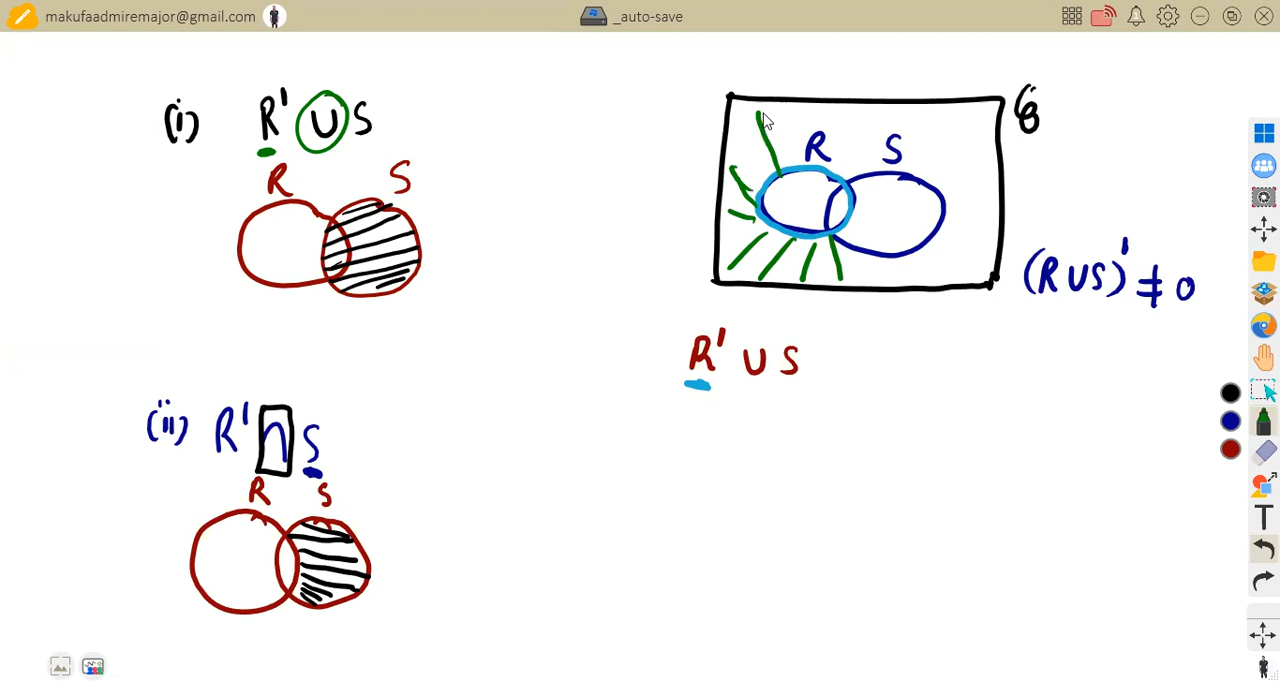 makufaadmiremajor@gmail.com
_auto-save
(i) R' ∪ S
R S
(ii) R' ∩ S
R S
R S
(R ∪ S)' ≠ 0
R' ∪ S
T